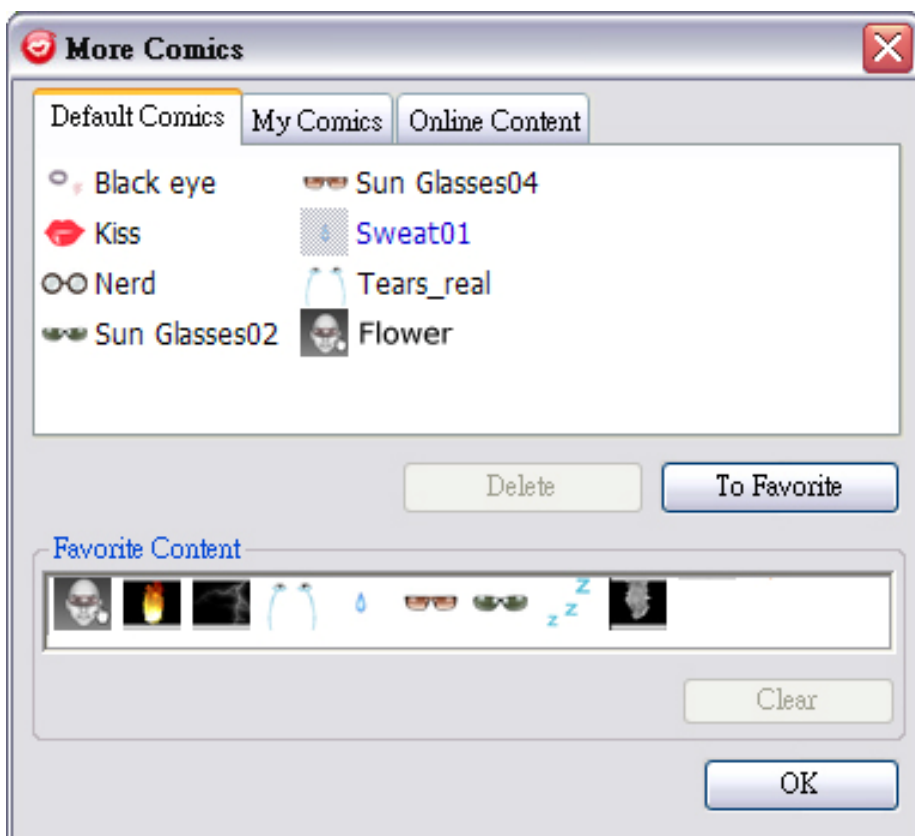 More Comics
Default Comics My Comics Online Content
Black eye Sun Glasses04
Kiss Sweat01
Nerd Tears_real
Sun Glasses02 Flower
Delete To Favorite
Favorite Content
Clear
OK